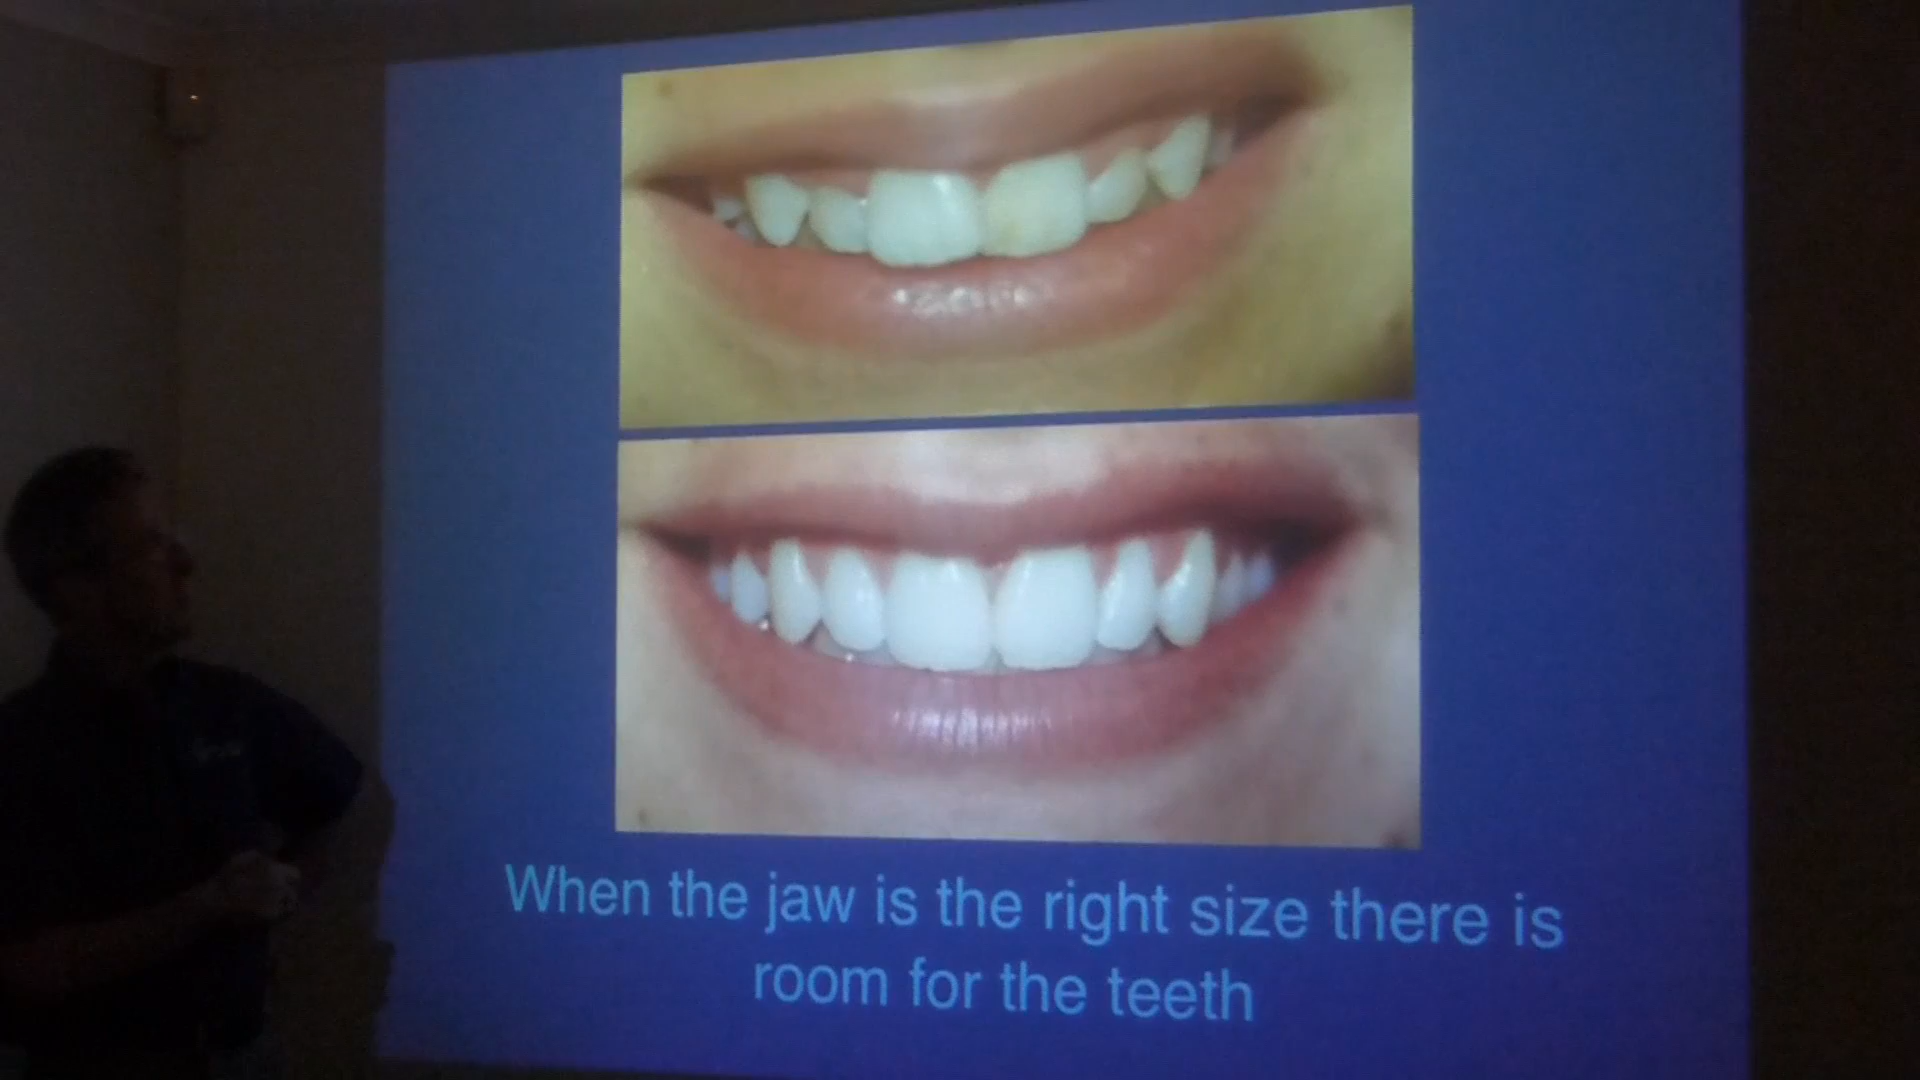 When the jaw is the right size there is
room for the teeth